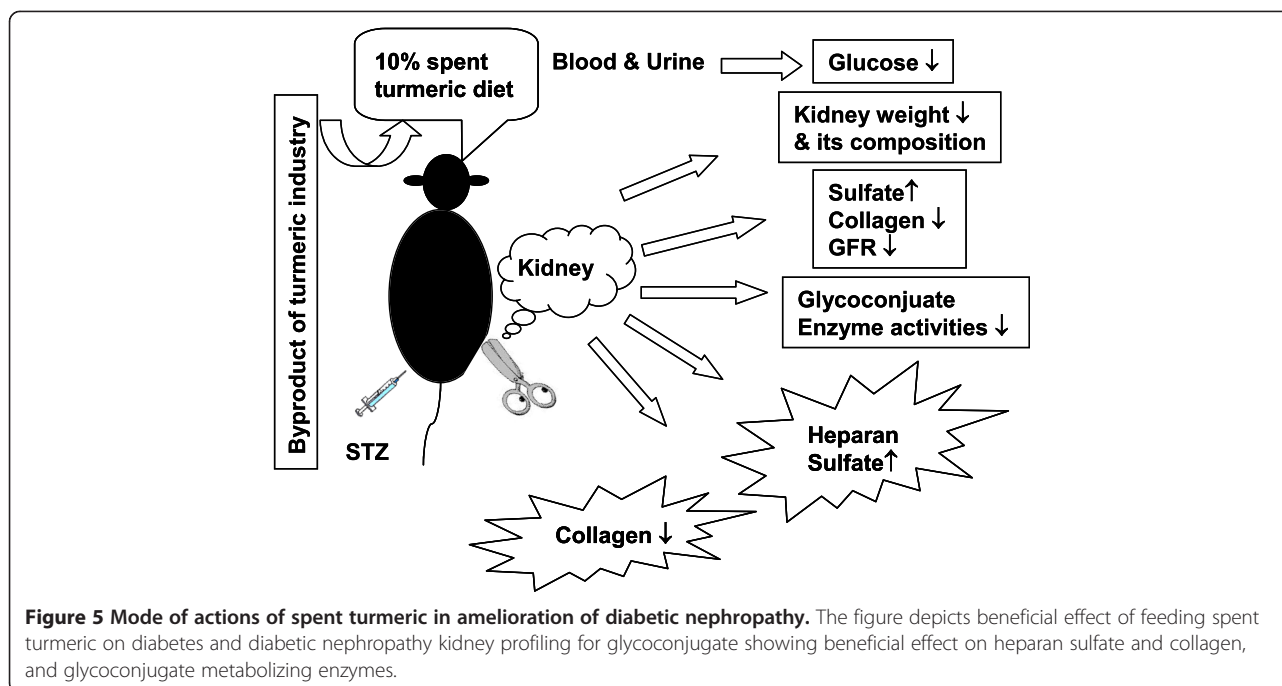 10% spent
turmeric diet
Blood & Urine
Glucose ↓
Byproduct of turmeric industry
Kidney weight ↓
& its composition
Sulfate↑
Collagen ↓
GFR ↓
Kidney
Glycoconjuate
Enzyme activities ↓
STZ
Heparan
Sulfate↑
Collagen ↓
Figure 5 Mode of actions of spent turmeric in amelioration of diabetic nephropathy. The figure depicts beneficial effect of feeding spent
turmeric on diabetes and diabetic nephropathy kidney profiling for glycoconjugate showing beneficial effect on heparan sulfate and collagen,
and glycoconjugate metabolizing enzymes.